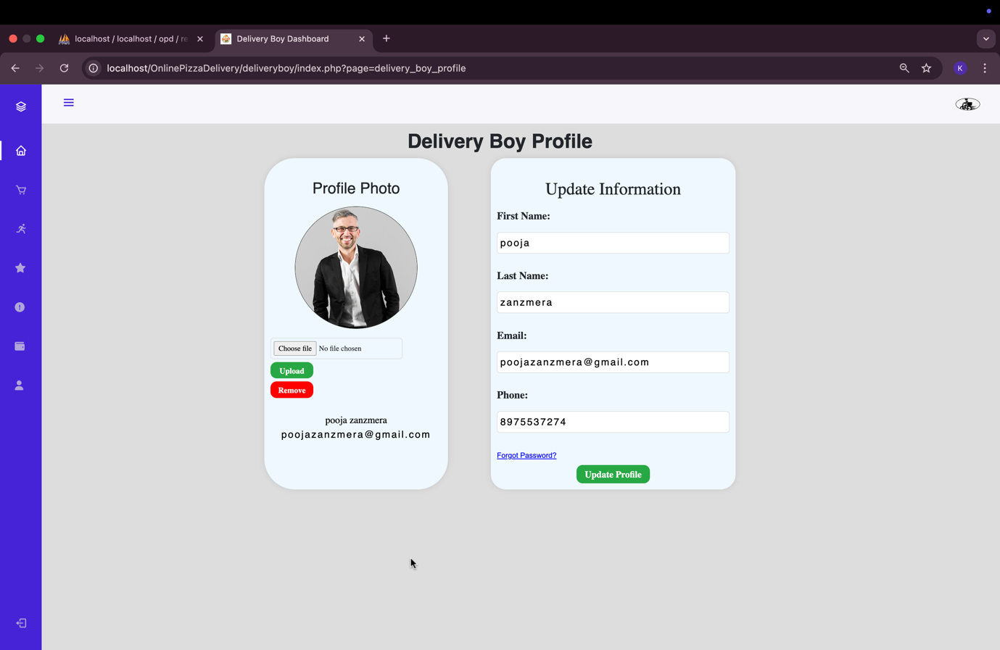 localhost / localhost / opd / re
Delivery Boy Dashboard
localhost/OnlinePizzaDelivery/deliveryboy/index.php?page=delivery_boy_profile
K
Delivery Boy Profile
Profile Photo
Choose file No file chosen
Upload
Remove
pooja zanzmera
poojazanzmera@gmail.com
Update Information
First Name:
pooja
Last Name:
zanzmera
Email:
poojazanzmera@gmail.com
Phone:
8975537274
Forgot Password?
Update Profile